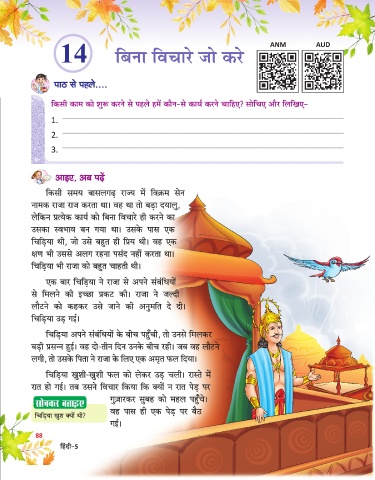 14
बिना विचारे जो करे
ANM AUD
पाठ से पहले....
किसी काम को शुरू करने से पहले हमें कौन-से कार्य करने चाहिए? सोचिए और लिखिए-
1.
2.
3.
आइए, अब पढ़ें
किसी समय बासलगढ़ राज्य में विक्रम सेन
नामक राजा राज करता था। वह था तो बड़ा दयालु,
लेकिन प्रत्येक कार्य को बिना विचारे ही करने का
उसका स्वभाव बन गया था। उसके पास एक
चिड़िया थी, जो उसे बहुत ही प्रिय थी। वह एक
क्षण भी उससे अलग रहना पसंद नहीं करता था।
चिड़िया भी राजा को बहुत चाहती थी।
एक बार चिड़िया ने राजा से अपने संबंधियों
से मिलने की इच्छा प्रकट की। राजा ने जल्दी
लौटने को कहकर उसे जाने की अनुमति दे दी।
चिड़िया उड़ गई।
चिड़िया अपने संबंधियों के बीच पहुँची, तो उनसे मिलकर
बड़ी प्रसन्न हुई। वह दो-तीन दिन उनके बीच रही। जब वह लौटने
लगी, तो उसके पिता ने राजा के लिए एक अमृत फल दिया।
चिड़िया खुशी-खुशी फल को लेकर उड़ चली। रास्ते में
रात हो गई। तब उसने विचार किया कि क्यों न रात पेड़ पर
गुज़ारकर सुबह को महल पहुँचें।
वह पास ही एक पेड़ पर बैठ
गई।
सोचकर बताइए
चिड़िया खुश क्यों थी?
88
हिंदी-5